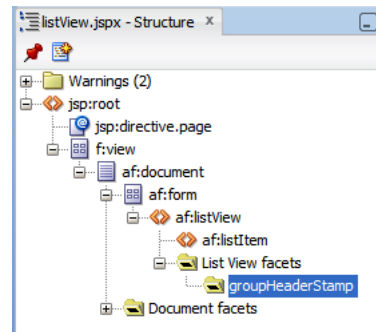 listView.jspx - Structure x
Warnings (2)
jsp:root
jsp:directive.page
f:view
af:document
af:form
af:listView
af:listItem
List View facets
groupHeaderStamp
Document facets